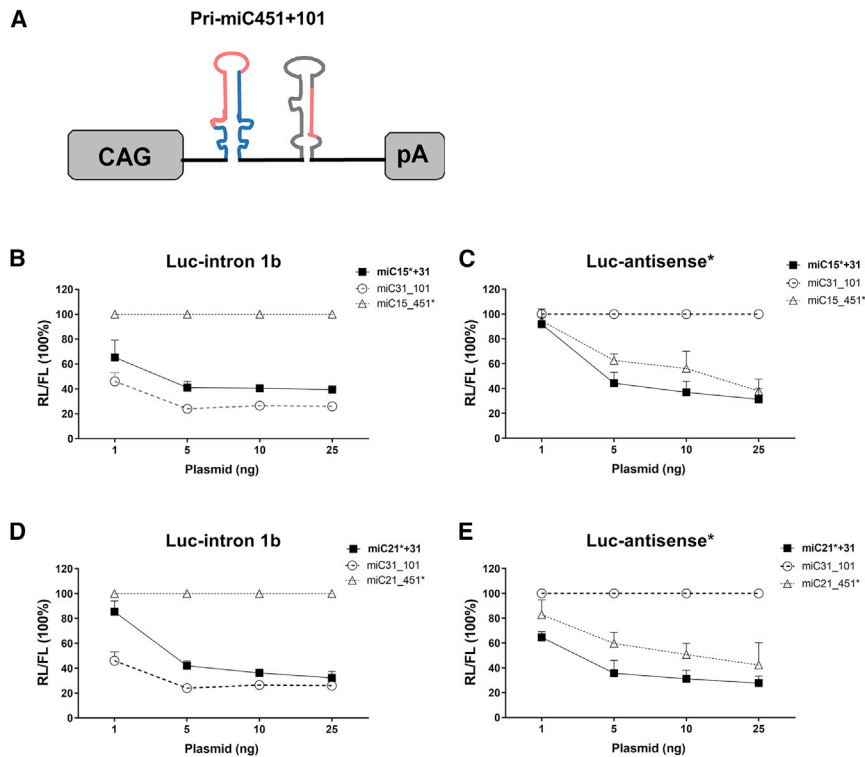 A
Pri-miC451+101
CAG
pA
B
Luc-intron 1b
RL/FL (100%)
120
100
80
60
40
20
0
1
5
10
25
Plasmid (ng)
miC15*+31
miC31_101
miC15_451*
C
Luc-antisense*
RL/FL (100%)
120
100
80
60
40
20
0
1
5
10
25
Plasmid (ng)
miC15*+31
miC31_101
miC15_451*
D
Luc-intron 1b
RL/FL (100%)
120
100
80
60
40
20
0
1
5
10
25
Plasmid (ng)
miC21*+31
miC31_101
miC21_451*
E
Luc-antisense*
RL/FL (100%)
120
100
80
60
40
20
0
1
5
10
25
Plasmid (ng)
miC21*+31
miC31_101
miC21_451*